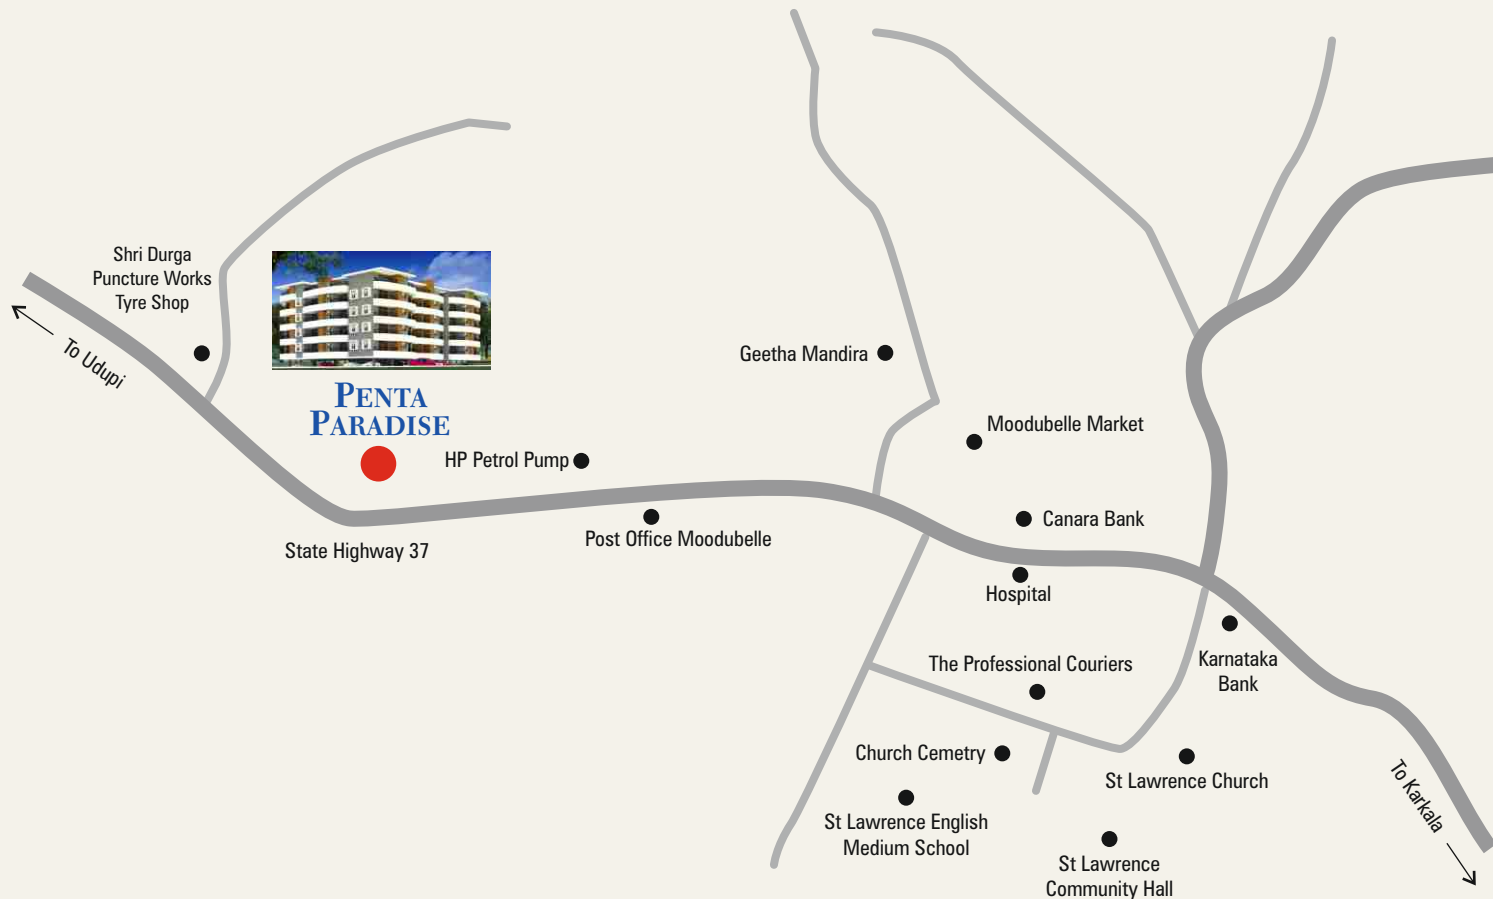 Shri Durga
Puncture Works
Tyre Shop
To Udupi
PENTA
PARADISE
HP Petrol Pump
State Highway 37
Post Office Moodubelle
Geetha Mandira
Moodubelle Market
Canara Bank
Hospital
The Professional Couriers
Karnataka
Bank
Church Cemetry
St Lawrence Church
St Lawrence English
Medium School
St Lawrence
Community Hall
To Karkala